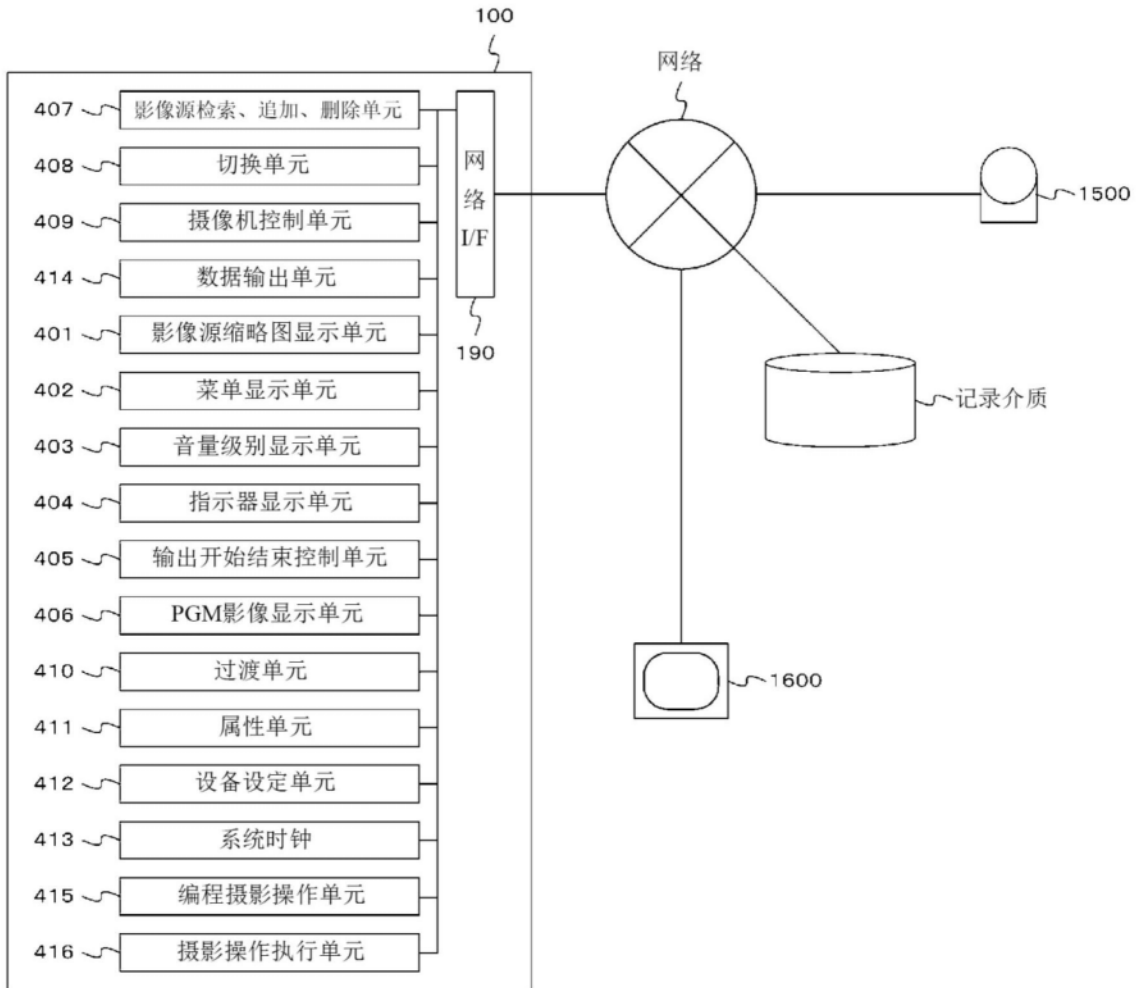 100
网络
407
影像源检索、追加、删除单元
408
切换单元
409
摄像机控制单元
414
数据输出单元
401
影像源缩略图显示单元
402
菜单显示单元
403
音量级别显示单元
404
指示器显示单元
405
输出开始结束控制单元
406
PGM影像显示单元
410
过渡单元
411
属性单元
412
设备设定单元
413
系统时钟
415
编程摄影操作单元
416
摄影操作执行单元
网
络
I/F
190
1500
记录介质
1600